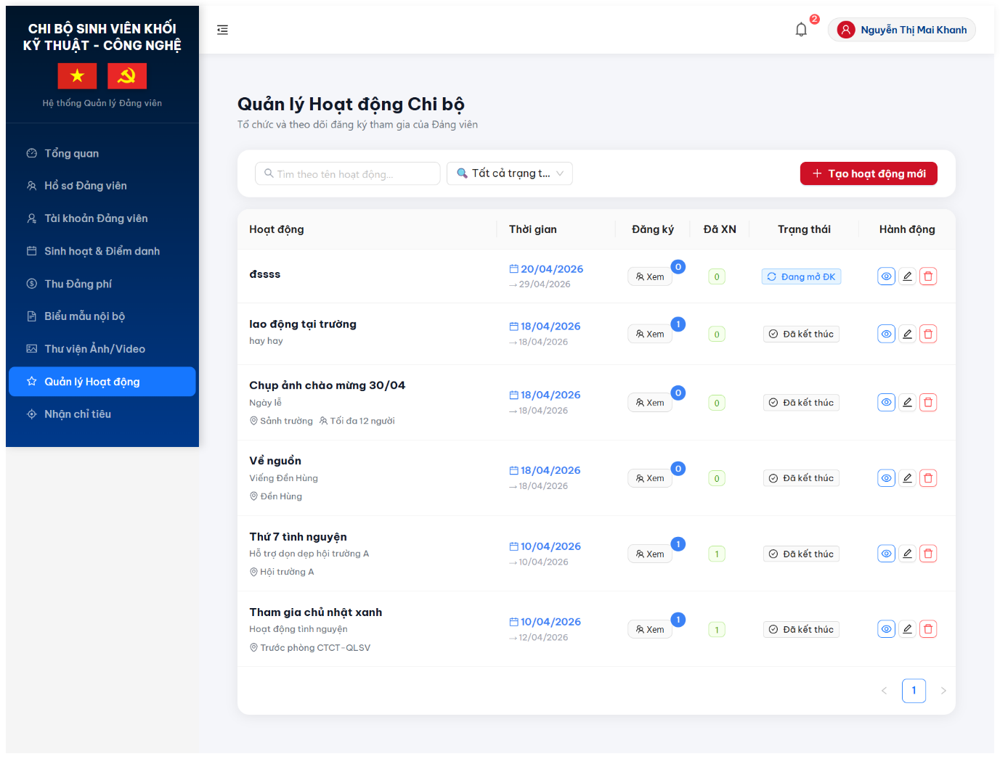 CHI BỘ SINH VIÊN KHỐI
KỸ THUẬT - CÔNG NGHỆ
Hệ thống Quản lý Đảng viên
Tổng quan
Hồ sơ Đảng viên
Tài khoản Đảng viên
Sinh hoạt & Điểm danh
Thu Đảng phí
Biểu mẫu nội bộ
Thư viện Ảnh/Video
Quản lý Hoạt động
Nhận chỉ tiêu
2
Nguyễn Thị Mai Khanh
Quản lý Hoạt động Chi bộ
Tổ chức và theo dõi đăng ký tham gia của Đảng viên
Tìm theo tên hoạt động...
Tất cả trạng t...
Tạo hoạt động mới
Hoạt động Thời gian Đăng ký Đã XN Trạng thái Hành động
đssss
20/04/2026
→ 29/04/2026
Xem 0
0
Đang mở ĐK
lao động tại trường
hay hay
18/04/2026
→ 18/04/2026
Xem 1
0
Đã kết thúc
Chụp ảnh chào mừng 30/04
Ngày lễ
Sảnh trường Tối đa 12 người
18/04/2026
→ 18/04/2026
Xem 0
0
Đã kết thúc
Về nguồn
Viếng Đền Hùng
Đền Hùng
18/04/2026
→ 18/04/2026
Xem 0
0
Đã kết thúc
Thứ 7 tình nguyện
Hỗ trợ dọn dẹp hội trường A
Hội trường A
10/04/2026
→ 10/04/2026
Xem 1
1
Đã kết thúc
Tham gia chủ nhật xanh
Hoạt động tình nguyện
Trước phòng CTCT-QLSV
10/04/2026
→ 12/04/2026
Xem 1
1
Đã kết thúc
< 1 >